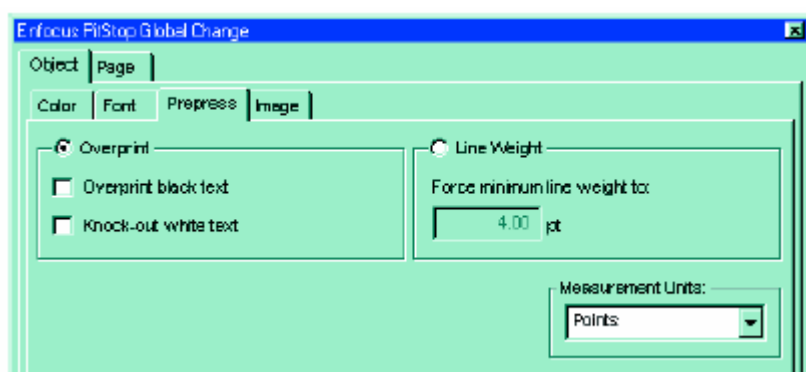 Enfocus PitStop Global Change
Object Page
Color Font Prepress Image
Overprint
Overprint black text
Knock-out white text
Line Weight
Force minimum line weight to:
4.00 pt
Measurement Units:
Points